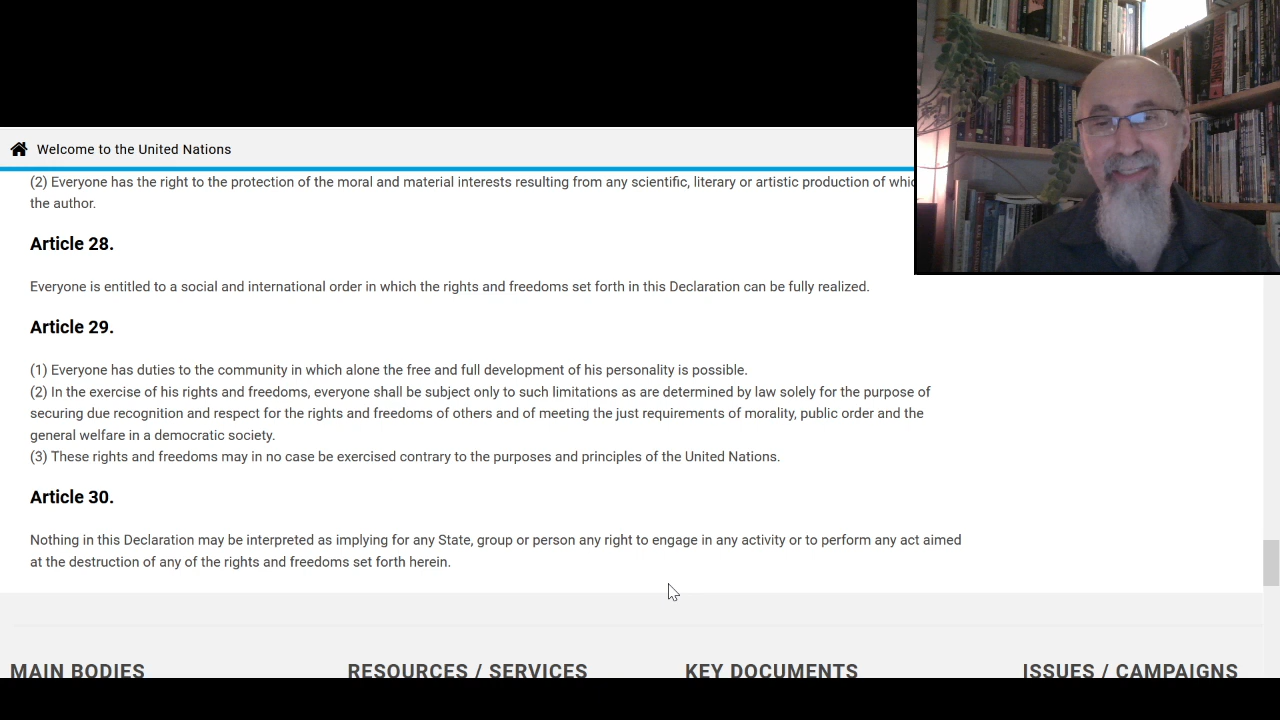 Welcome to the United Nations
(2) Everyone has the right to the protection of the moral and material interests resulting from any scientific, literary or artistic production of
the author.
Article 28.
Everyone is entitled to a social and international order in which the rights and freedoms set forth in this Declaration can be fully realized.
Article 29.
(1) Everyone has duties to the community in which alone the free and full development of his personality is possible.
(2) In the exercise of his rights and freedoms, everyone shall be subject only to such limitations as are determined by law solely for the purpose of
securing due recognition and respect for the rights and freedoms of others and of meeting the just requirements of morality, public order and the
general welfare in a democratic society.
(3) These rights and freedoms may in no case be exercised contrary to the purposes and principles of the United Nations.
Article 30.
Nothing in this Declaration may be interpreted as implying for any State, group or person any right to engage in any activity or to perform any act aimed
at the destruction of any of the rights and freedoms set forth herein.
MAIN BODIES RESOURCES / SERVICES KEY DOCUMENTS ISSUES / CAMPAIGNS